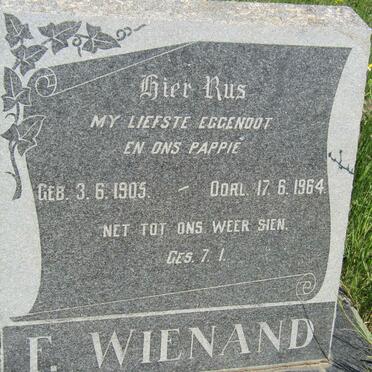 Hier Rus
MY LIEFSTE EGGENOOT
EN ONS PAPPIE
GEB. 3.6.1905. - OORL. 17.6.1964.
NET TOT ONS WEER SIEN.
GES. 7.1.
F. WIENAND